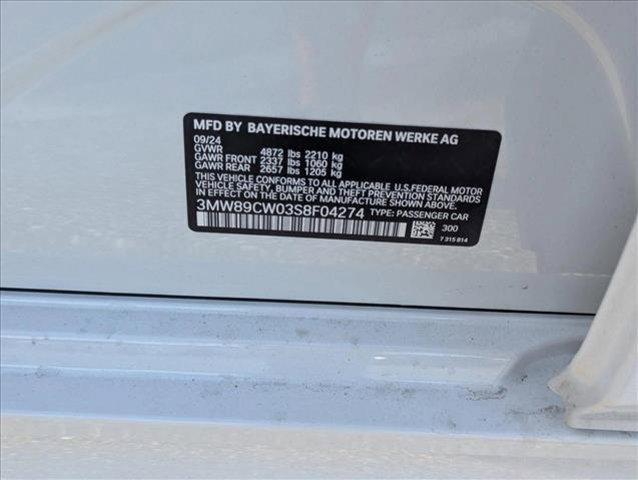 MFD BY BAYERISCHE MOTOREN WERKE AG
09/24
GVWR 4872 lbs 2210 kg
GAWR FRONT 2337 lbs 1060 kg
GAWR REAR 2657 lbs 1205 kg
THIS VEHICLE CONFORMS TO ALL APPLICABLE U.S.FEDERAL MOTOR
VEHICLE SAFETY, BUMPER AND THEFT PREVENTION STANDARDS
IN EFFECT ON THE DATE OF MANUFACTURE SHOWN ABOVE.
3MW89CW03S8F04274 TYPE: PASSENGER CAR
300
7 315 814